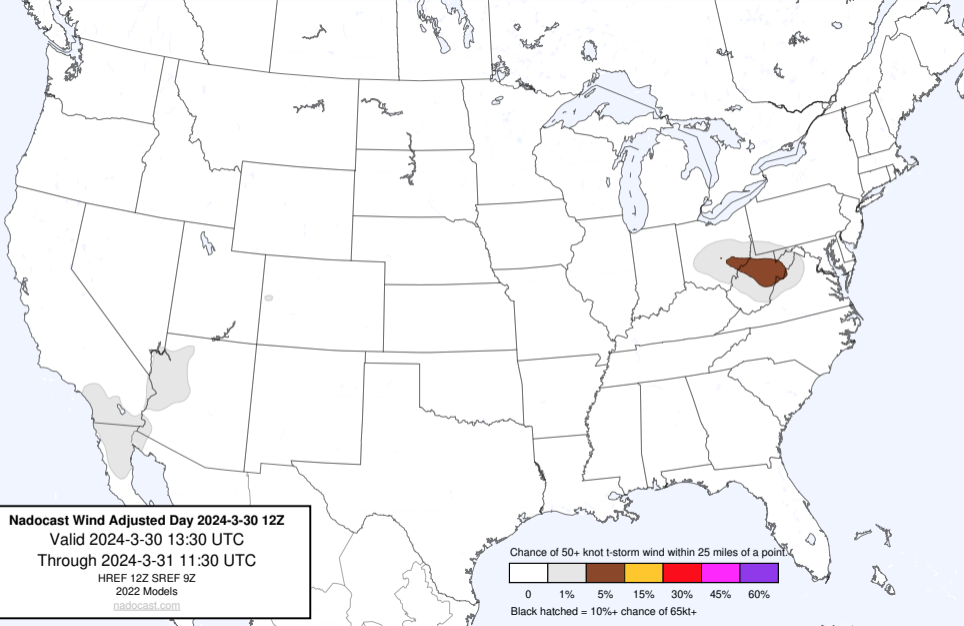 Nadocast Wind Adjusted Day 2024-3-30 12Z
Valid 2024-3-30 13:30 UTC
Through 2024-3-31 11:30 UTC
HREF 12Z SREF 9Z
2022 Models
nadocast.com
Chance of 50+ knot t-storm wind within 25 miles of a point.
0 1% 5% 15% 30% 45% 60%
Black hatched = 10%+ chance of 65kt+